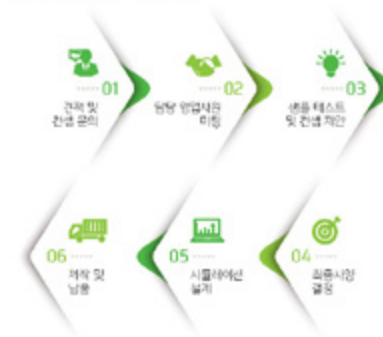 01
견적 및
컨셉 문의
02
담당 영업사원
미팅
03
샘플 테스트
및 컨셉 제안
04
최종사양
결정
05
시뮬레이션
설계
06
제작 및
납품